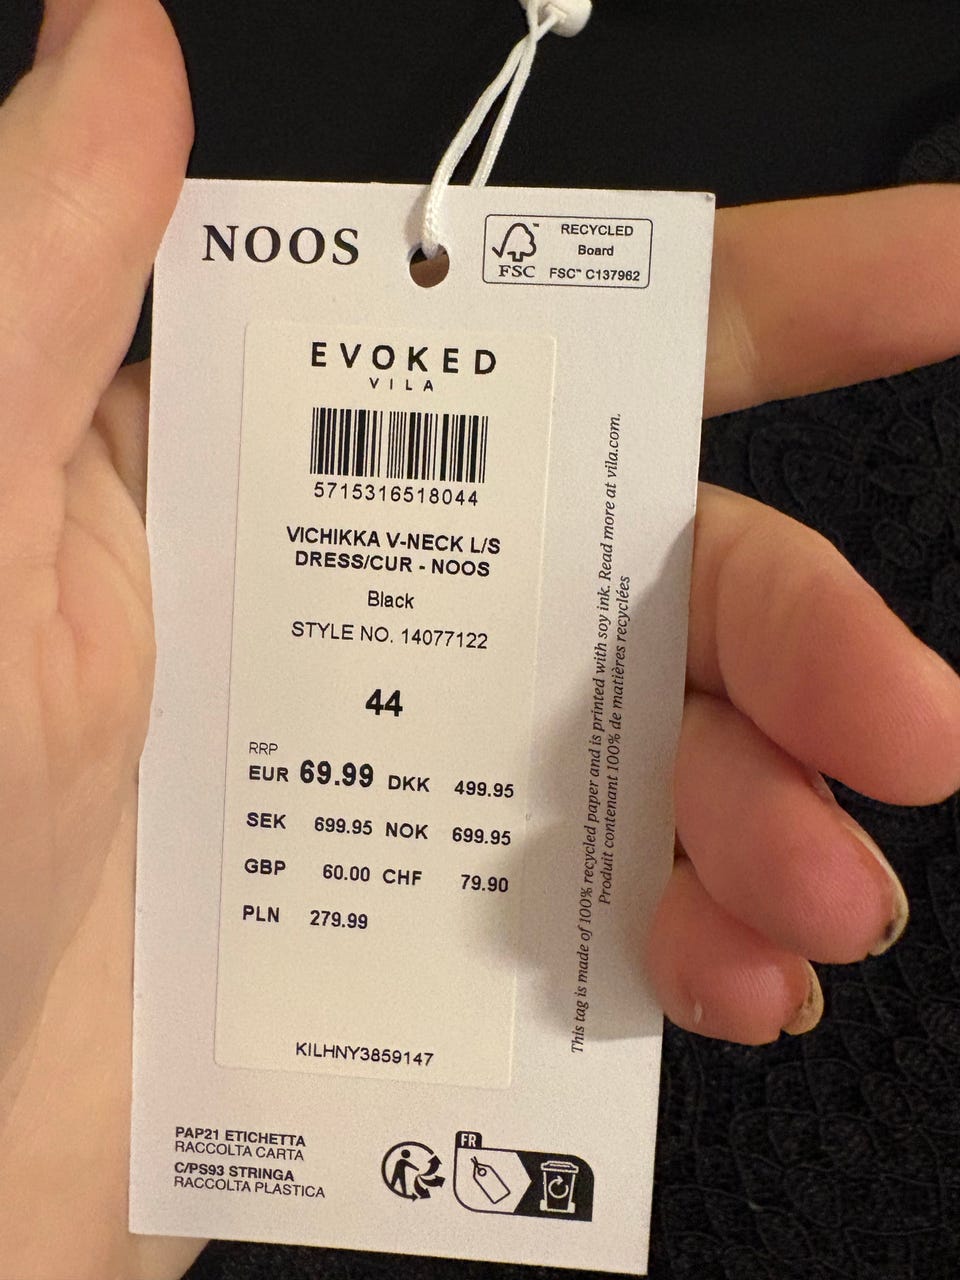 NOOS
FSC™
RECYCLED
Board
FSC™ C137962
EVOKED
VILA
5715316518044
VICHIKKA V-NECK L/S
DRESS/CUR - NOOS
Black
STYLE NO. 14077122
44
RRP
EUR 69.99 DKK 499.95
SEK 699.95 NOK 699.95
GBP 60.00 CHF 79.90
PLN 279.99
KILHNY3859147
This tag is made of 100% recycled paper and is printed with soy ink. Read more at vila.com.
Produit contenant 100% de matières recyclées
PAP21 ETICHETTA
RACCOLTA CARTA
C/PS93 STRINGA
RACCOLTA PLASTICA
FR